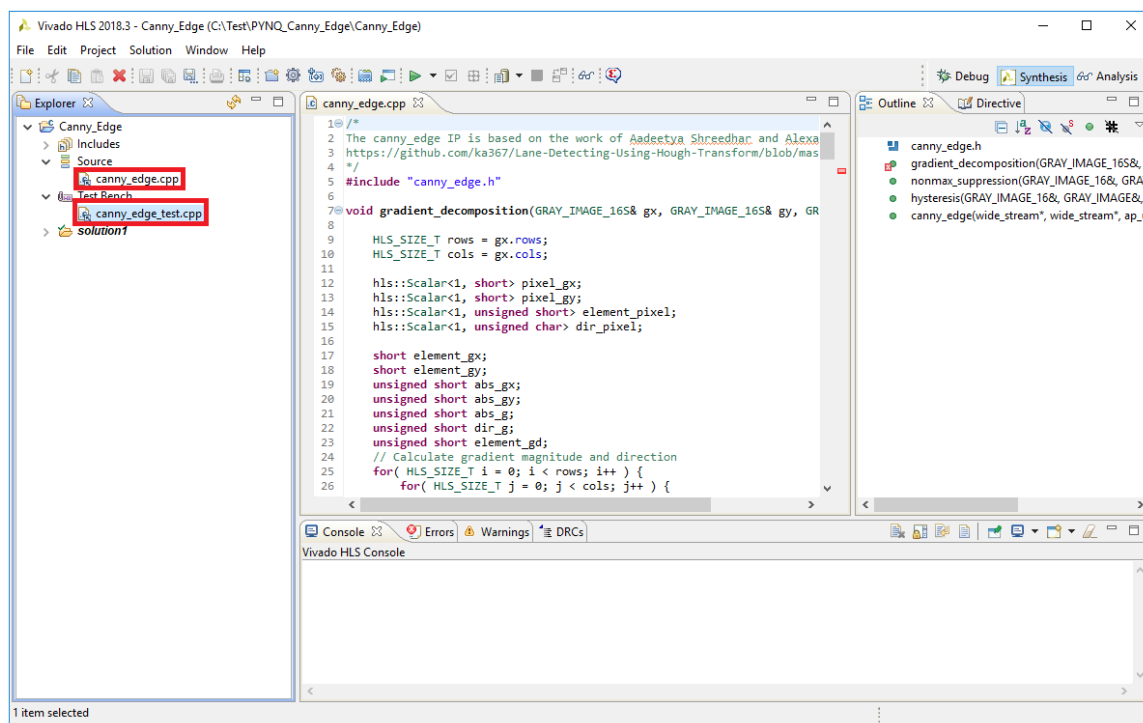 Vivado HLS 2018.3 - Canny_Edge (C:\Test\PYNQ_Canny_Edge\Canny_Edge)
File Edit Project Solution Window Help
Debug Synthesis Analysis
Explorer
Canny_Edge
Includes
Source
canny_edge.cpp
Test Bench
canny_edge_test.cpp
solution1
canny_edge.cpp
1 /*
2 The canny_edge IP is based on the work of Aadeetya Shreedhar and Alexa
3 https://github.com/ka367/Lane-Detecting-Using-Hough-Transform/blob/mas
4 */
5 #include "canny_edge.h"
6
7 void gradient_decomposition(GRAY_IMAGE_16S& gx, GRAY_IMAGE_16S& gy, GR
8
9 HLS_SIZE_T rows = gx.rows;
10 HLS_SIZE_T cols = gx.cols;
11
12 hls::Scalar<1, short> pixel_gx;
13 hls::Scalar<1, short> pixel_gy;
14 hls::Scalar<1, unsigned short> element_pixel;
15 hls::Scalar<1, unsigned char> dir_pixel;
16
17 short element_gx;
18 short element_gy;
19 unsigned short abs_gx;
20 unsigned short abs_gy;
21 unsigned short abs_g;
22 unsigned short dir_g;
23 unsigned short element_gd;
24 // Calculate gradient magnitude and direction
25 for( HLS_SIZE_T i = 0; i < rows; i++ ) {
26 for( HLS_SIZE_T j = 0; j < cols; j++ ) {
Outline Directive
canny_edge.h
gradient_decomposition(GRAY_IMAGE_16S&,
nonmax_suppression(GRAY_IMAGE_16&, GRA
hysteresis(GRAY_IMAGE_16&, GRAY_IMAGE&,
canny_edge(wide_stream*, wide_stream*, ap_
Console Errors Warnings DRCs
Vivado HLS Console
1 item selected